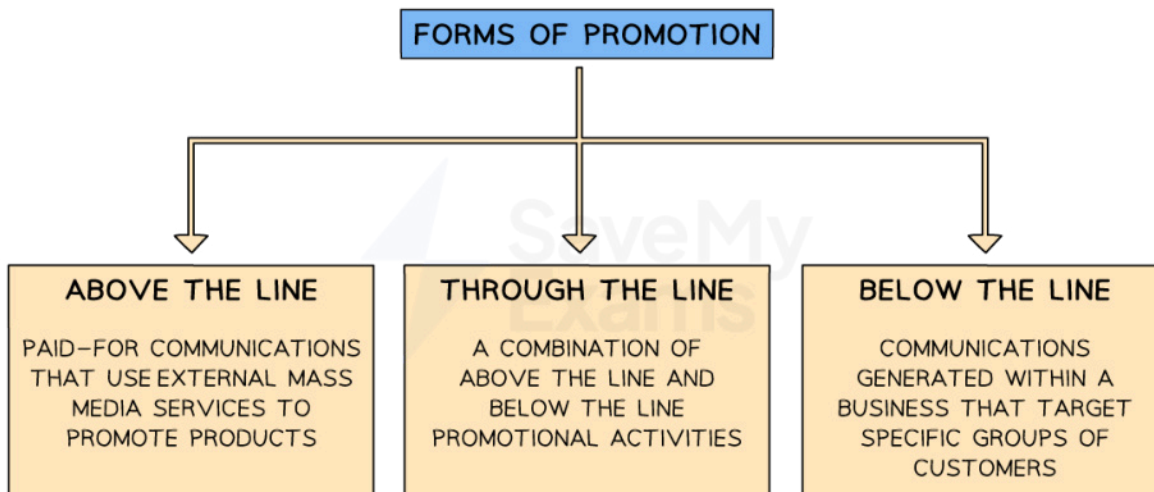 FORMS OF PROMOTION
SaveMy
Exams
ABOVE THE LINE
PAID-FOR COMMUNICATIONS
THAT USE EXTERNAL MASS
MEDIA SERVICES TO
PROMOTE PRODUCTS
THROUGH THE LINE
A COMBINATION OF
ABOVE THE LINE AND
BELOW THE LINE
PROMOTIONAL ACTIVITIES
BELOW THE LINE
COMMUNICATIONS
GENERATED WITHIN A
BUSINESS THAT TARGET
SPECIFIC GROUPS OF
CUSTOMERS